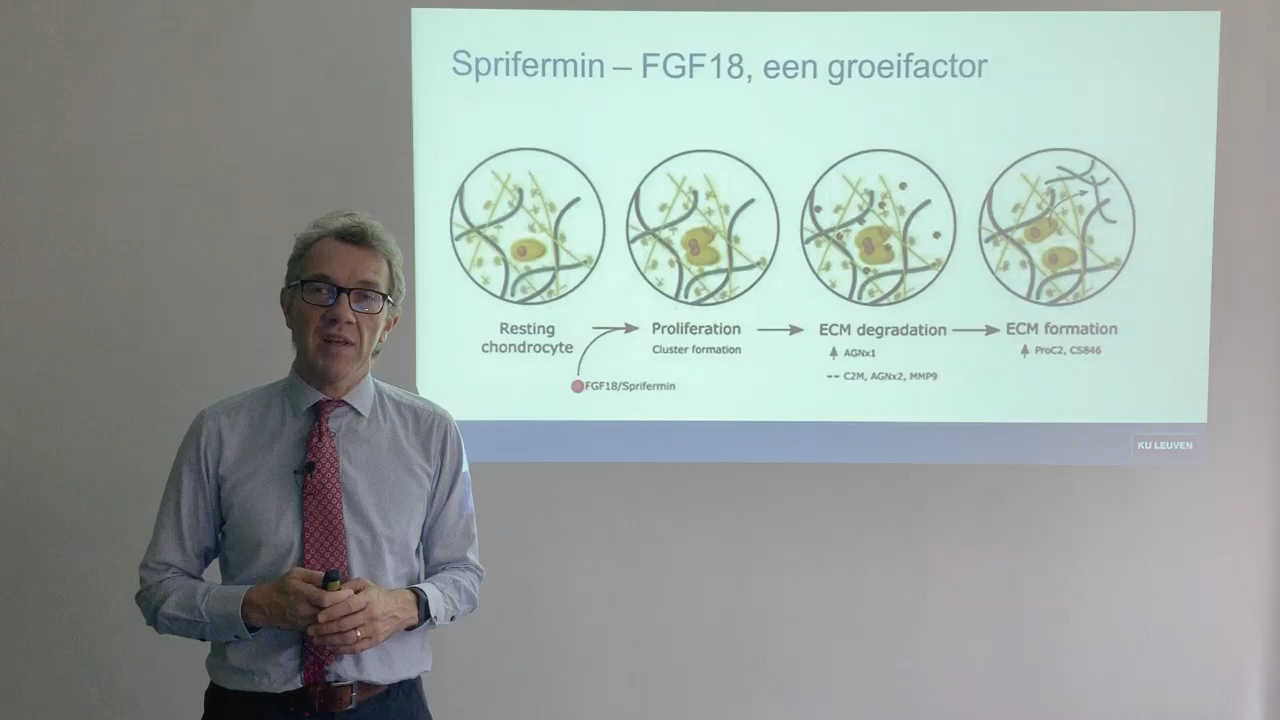 Sprifermin – FGF18, een groeifactor
Resting
chondrocyte
Proliferation
Cluster formation
ECM degradation
AGNx1
-- C2M, AGNx2, MMP9
ECM formation
ProC2, CS846
FGF18/Sprifermin
KU LEUVEN